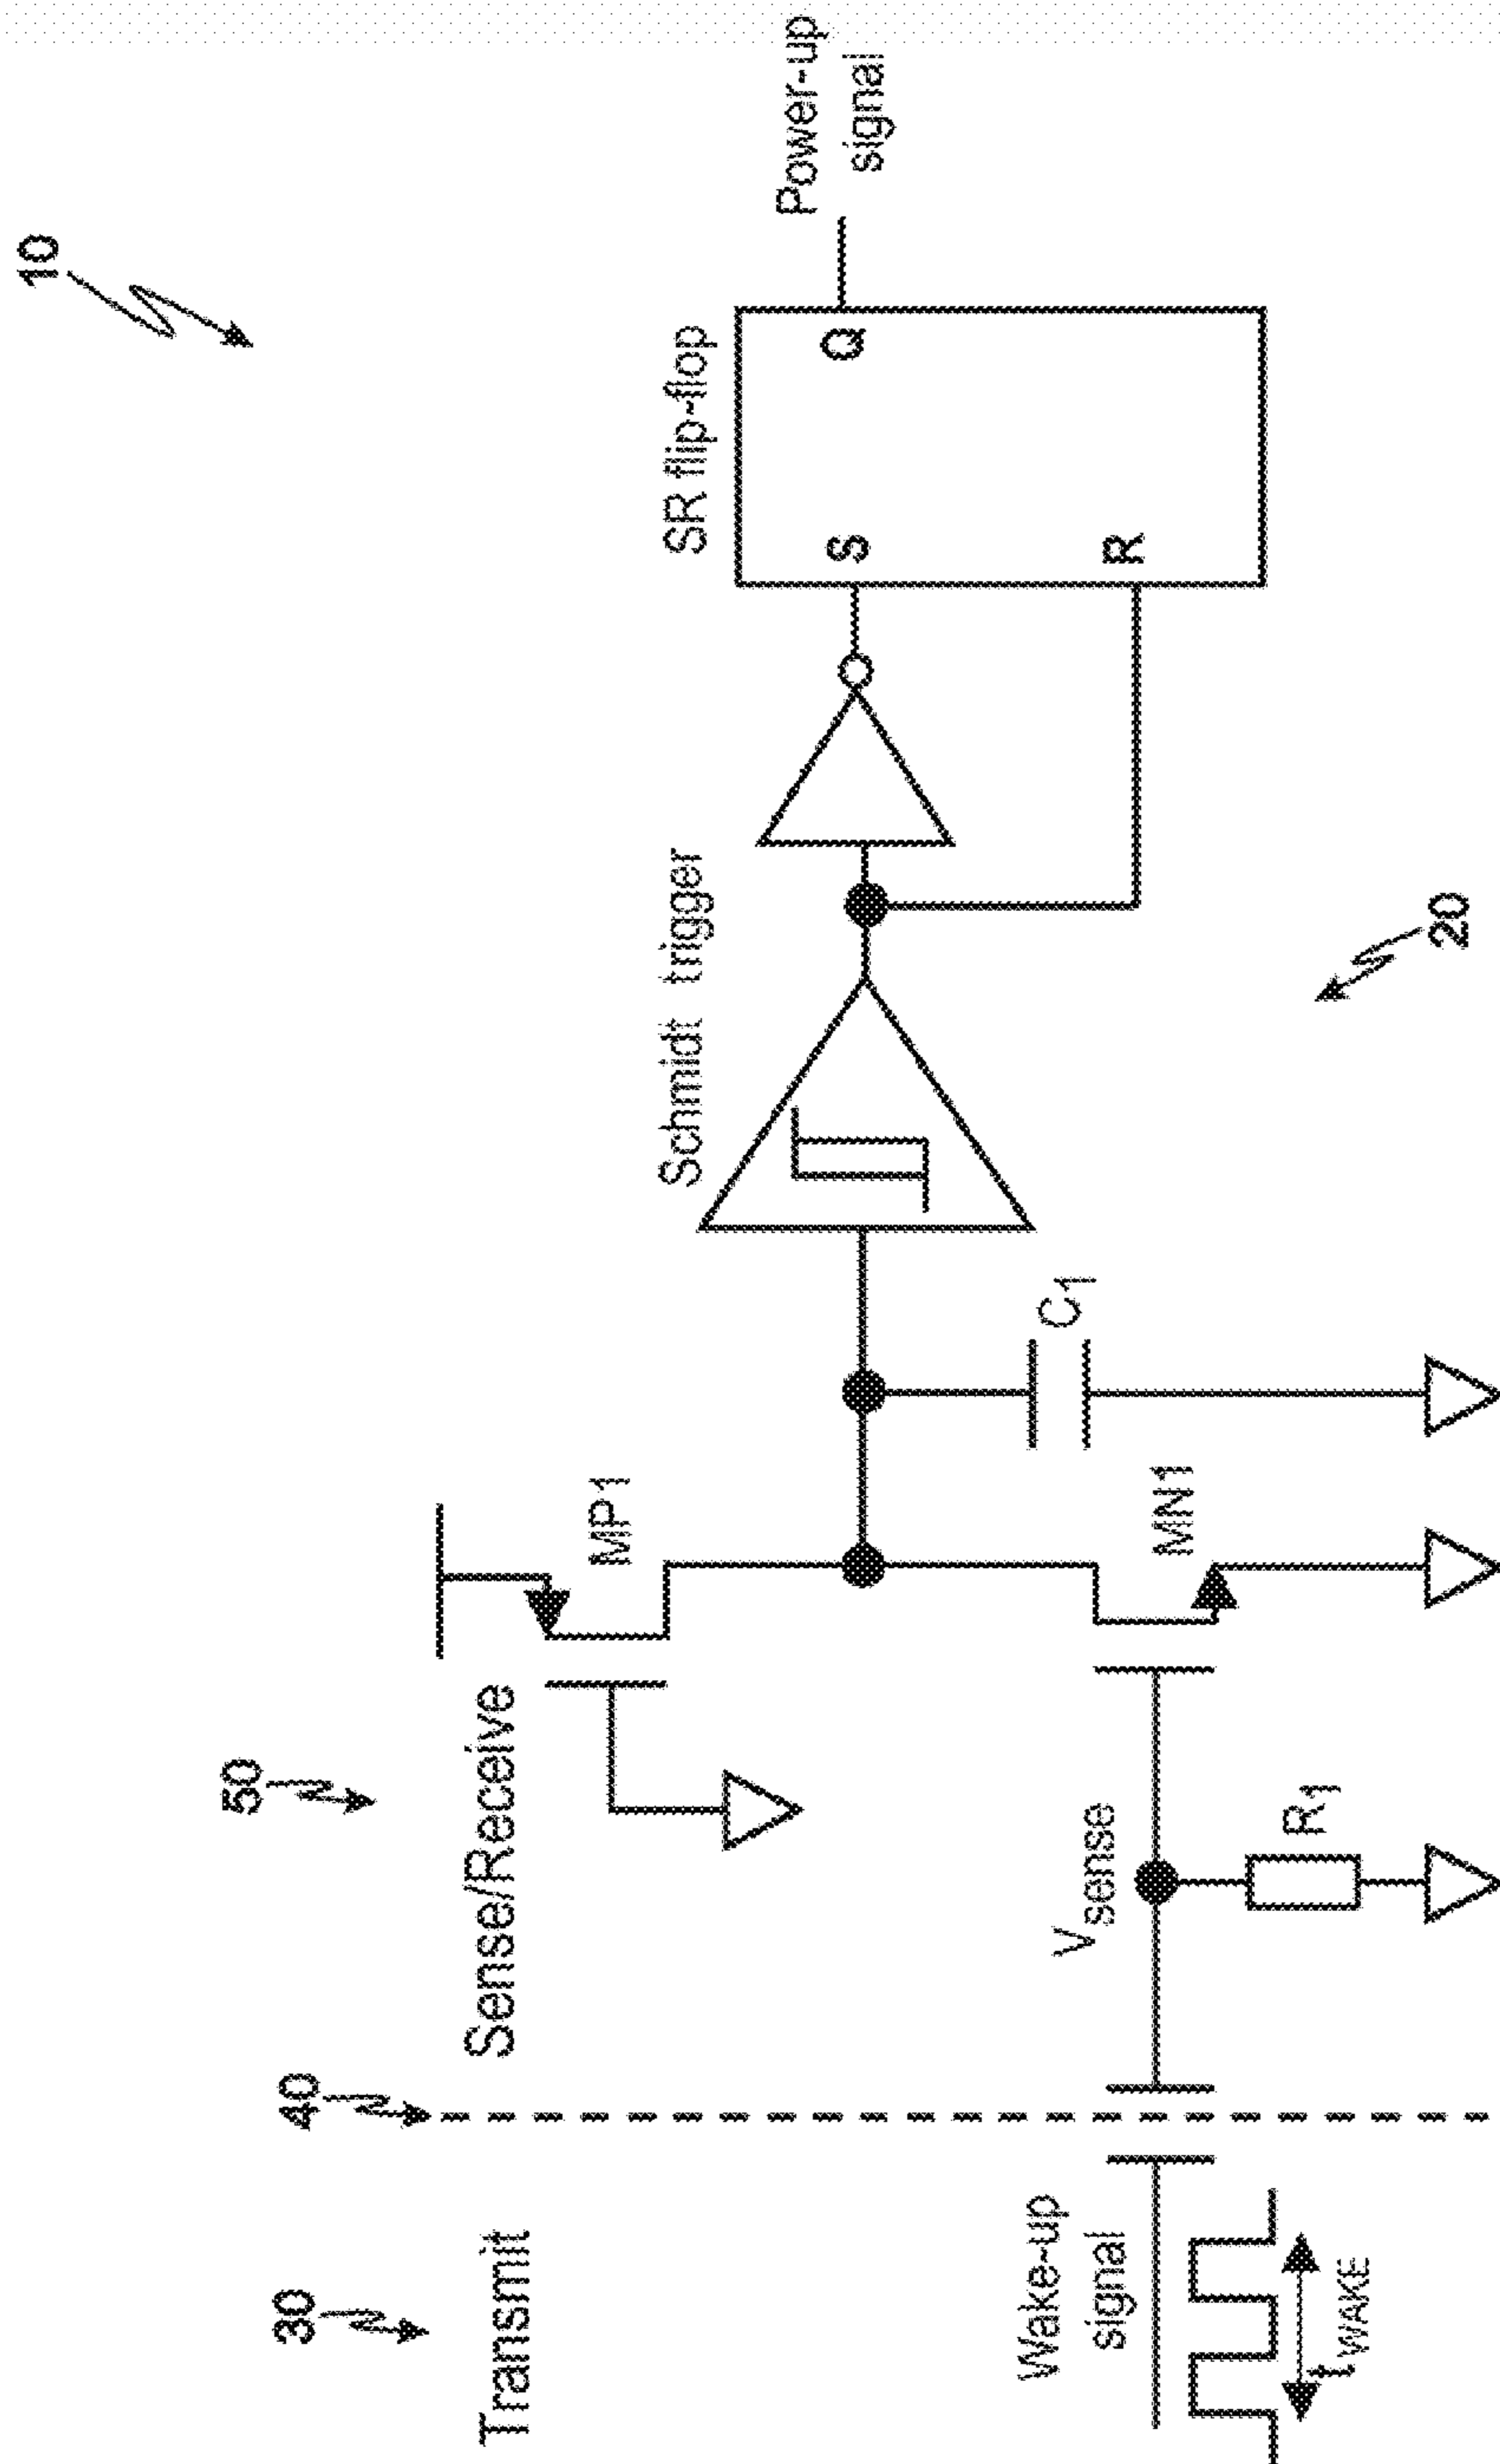 10
50
40
30
Transmit
Sense/Receive
MP1
Schmidt trigger
SR flip-flop
S
Q
R
Power-up
signal
Wake-up
signal
tWAKE
Vsense
R1
MN1
C1
20